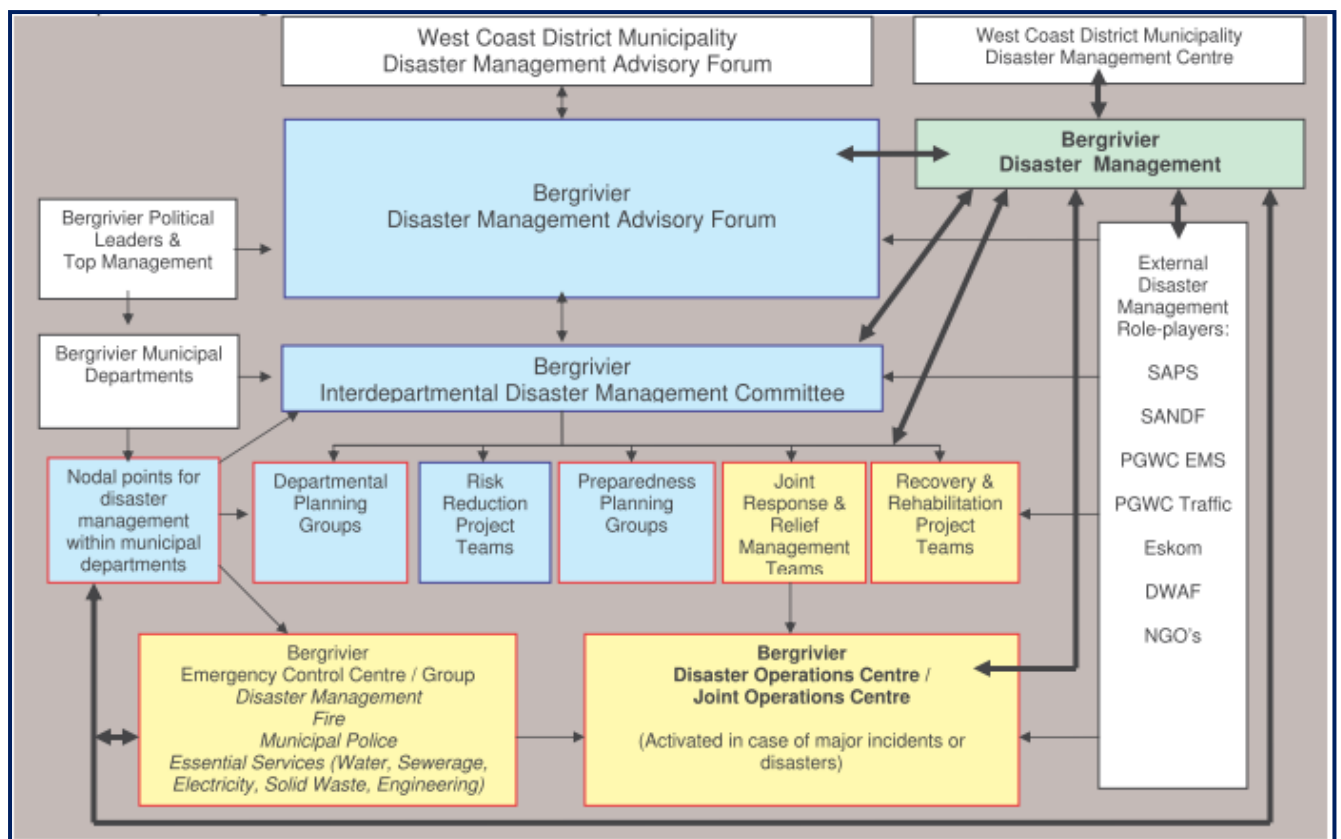 West Coast District Municipality
Disaster Management Advisory Forum
West Coast District Municipality
Disaster Management Centre
Bergrivier
Disaster Management
Bergrivier
Disaster Management Advisory Forum
Bergrivier Political
Leaders &
Top Management
Bergrivier Municipal
Departments
Bergrivier
Interdepartmental Disaster Management Committee
External
Disaster
Management
Role-players:
SAPS
SANDF
PGWC EMS
PGWC Traffic
Eskom
DWAF
NGO's
Nodal points for
disaster
management
within municipal
departments
Departmental
Planning
Groups
Risk
Reduction
Project
Teams
Preparedness
Planning
Groups
Joint
Response &
Relief
Management
Teams
Recovery &
Rehabilitation
Project
Teams
Bergrivier
Emergency Control Centre / Group
Disaster Management
Fire
Municipal Police
Essential Services (Water, Sewerage,
Electricity, Solid Waste, Engineering)
Bergrivier
Disaster Operations Centre /
Joint Operations Centre
(Activated in case of major incidents or
disasters)